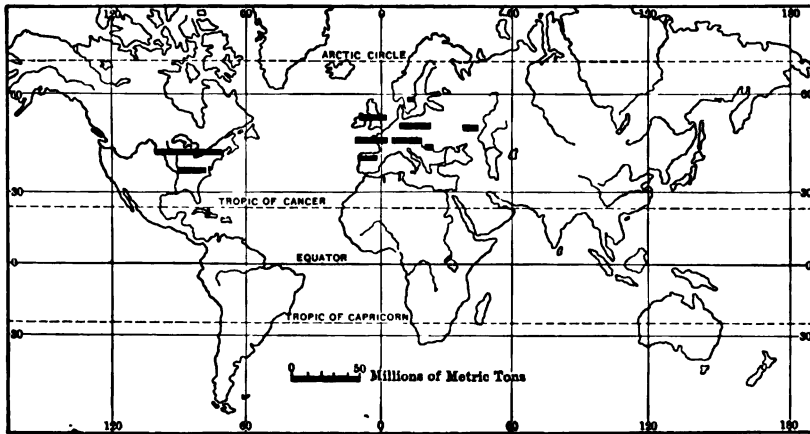 120 60 0 60 120 180
ARCTIC CIRCLE
60 60
30 30
TROPIC OF CANCER
0 EQUATOR 0
TROPIC OF CAPRICORN
30 30
0 50 Millions of Metric Tons
120 60 0 60 120 180